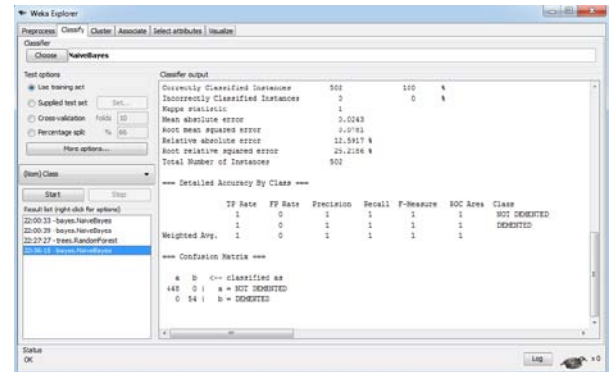 Weka Explorer
Preprocess Classify Cluster Associate Select attributes Visualize
Classifier
Choose NaiveBayes
Test options
Use training set
Supplied test set Set...
Cross-validation Folds 10
Percentage split % 66
More options...
(Nom) Class
Start Stop
Result list (right-click for options)
22:00:33 - bayes.NaiveBayes
22:00:39 - bayes.NaiveBayes
22:27:27 - trees.RandomForest
bayes.NaiveBayes
Classifier output
Correctly Classified Instances 502 100 %
Incorrectly Classified Instances 0 0 %
Kappa statistic 1
Mean absolute error 0.0243
Root mean squared error 0.0781
Relative absolute error 12.5917 %
Root relative squared error 25.2186 %
Total Number of Instances 502
=== Detailed Accuracy By Class ===
TP Rate FP Rate Precision Recall F-Measure ROC Area Class
1 0 1 1 1 1 NOT DEMENTED
1 0 1 1 1 1 DEMENTED
Weighted Avg. 1 0 1 1 1 1
=== Confusion Matrix ===
a b <-- classified as
448 0 | a = NOT DEMENTED
0 54 | b = DEMENTED
Status
OK
Log
x 0